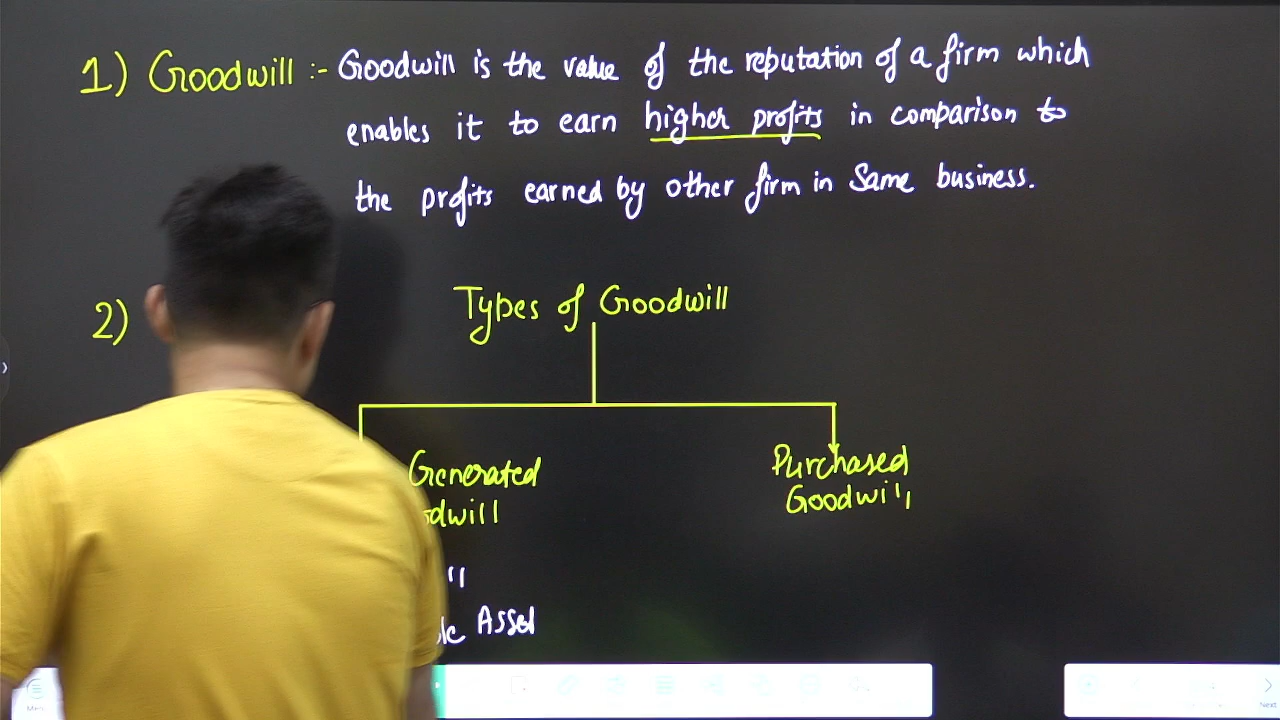 1) Goodwill :- Goodwill is the value of the reputation of a firm which
enables it to earn higher profits in comparison to
the profits earned by other firm in Same business.
2) Types of Goodwill
Generated
dwill
Purchased
Goodwill
Asset
Next